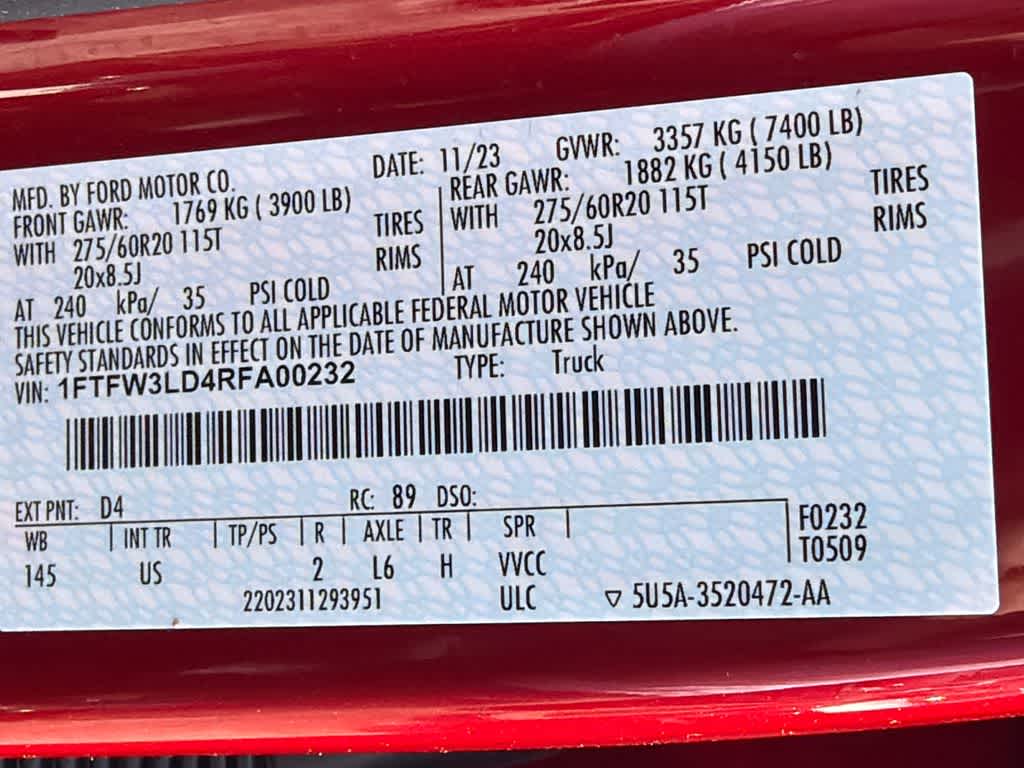 MFD. BY FORD MOTOR CO. DATE: 11/23 GVWR: 3357 KG ( 7400 LB)
FRONT GAWR: 1769 KG ( 3900 LB) REAR GAWR: 1882 KG ( 4150 LB)
WITH 275/60R20 115T TIRES WITH 275/60R20 115T TIRES
20x8.5J RIMS 20x8.5J RIMS
AT 240 kPa/ 35 PSI COLD AT 240 kPa/ 35 PSI COLD
THIS VEHICLE CONFORMS TO ALL APPLICABLE FEDERAL MOTOR VEHICLE
SAFETY STANDARDS IN EFFECT ON THE DATE OF MANUFACTURE SHOWN ABOVE.
VIN: 1FTFW3LD4RFA00232 TYPE: Truck
EXT PNT: D4 RC: 89 DSO:
WB INT TR TP/PS R AXLE TR SPR F0232
145 US 2 L6 H VVCC T0509
2202311293951 ULC ▽ 5U5A-3520472-AA